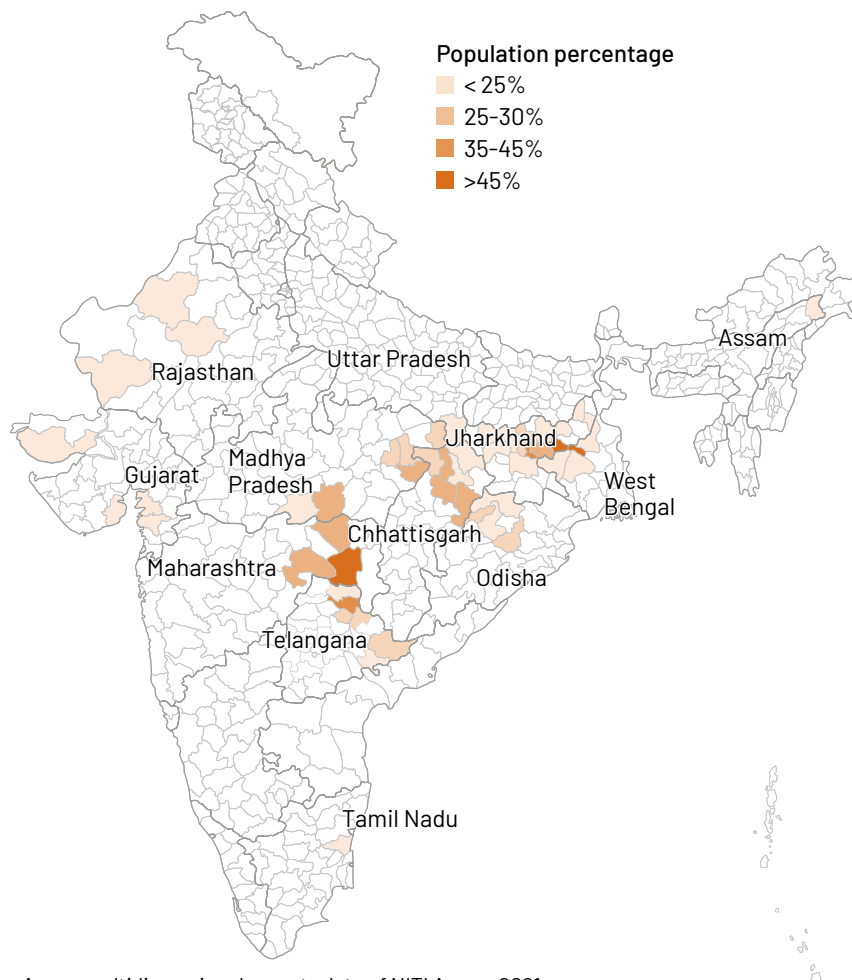 Population percentage
< 25%
25-30%
35-45%
>45%
Assam
Uttar Pradesh
Rajasthan
Jharkhand
Madhya
Pradesh
Gujarat
West
Bengal
Chhattisgarh
Maharashtra
Odisha
Telangana
Tamil Nadu